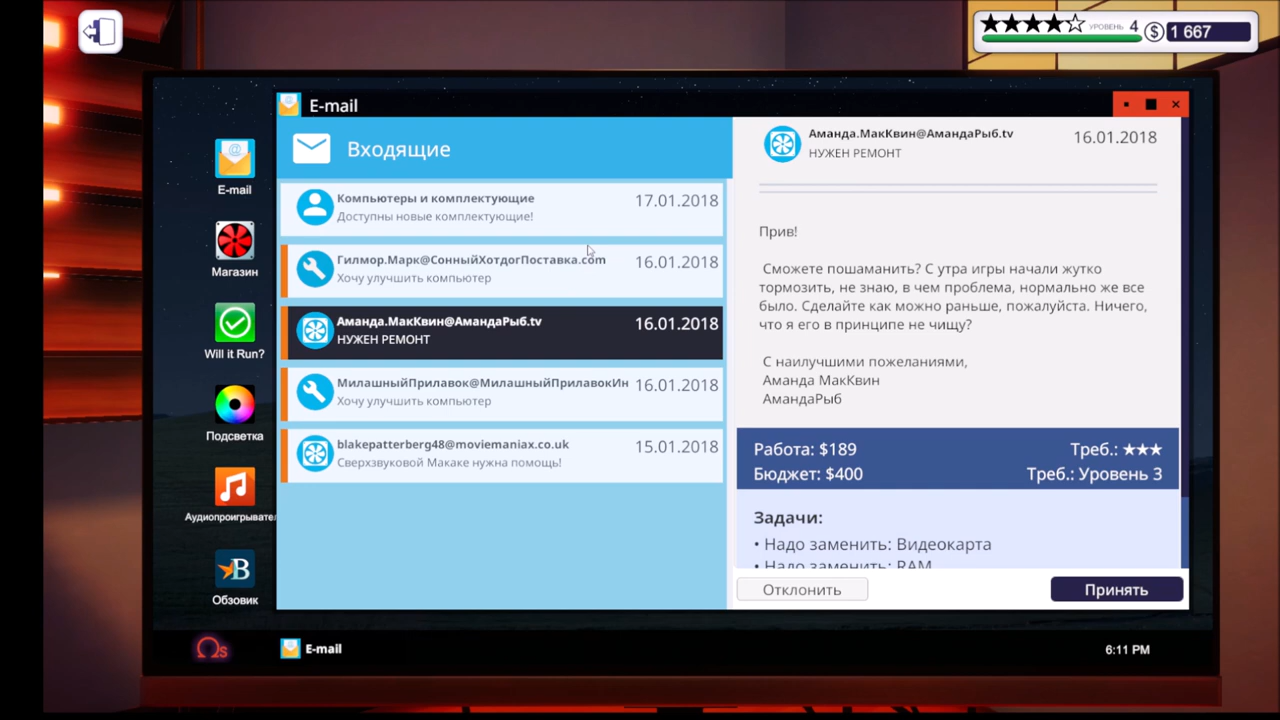 УРОВЕНЬ 4
$ 1 667
E-mail
Входящие
Компьютеры и комплектующие
17.01.2018
Доступны новые комплектующие!
Гилмор.Марк@СонныйХотдогПоставка.com
16.01.2018
Хочу улучшить компьютер
Аманда.МакКвин@АмандаРыб.tv
16.01.2018
НУЖЕН РЕМОНТ
МилашныйПрилавок@МилашныйПрилавокИн
16.01.2018
Хочу улучшить компьютер
blakepatterberg48@moviemaniax.co.uk
15.01.2018
Сверхзвуковой Макаке нужна помощь!
Аманда.МакКвин@АмандаРыб.tv
16.01.2018
НУЖЕН РЕМОНТ
Прив!
Сможете пошаманить? С утра игры начали жутко
тормозить, не знаю, в чем проблема, нормально же все
было. Сделайте как можно раньше, пожалуйста. Ничего,
что я его в принципе не чищу?
С наилучшими пожеланиями,
Аманда МакКвин
АмандаРыб
Работа: $189
Треб.: ★★★
Бюджет: $400
Треб.: Уровень 3
Задачи:
• Надо заменить: Видеокарта
• Надо заменить: RAM
Отклонить
Принять
E-mail
Магазин
Will it Run?
Подсветка
Аудиопроигрывате
B
Обзовик
Ωs
E-mail
6:11 PM